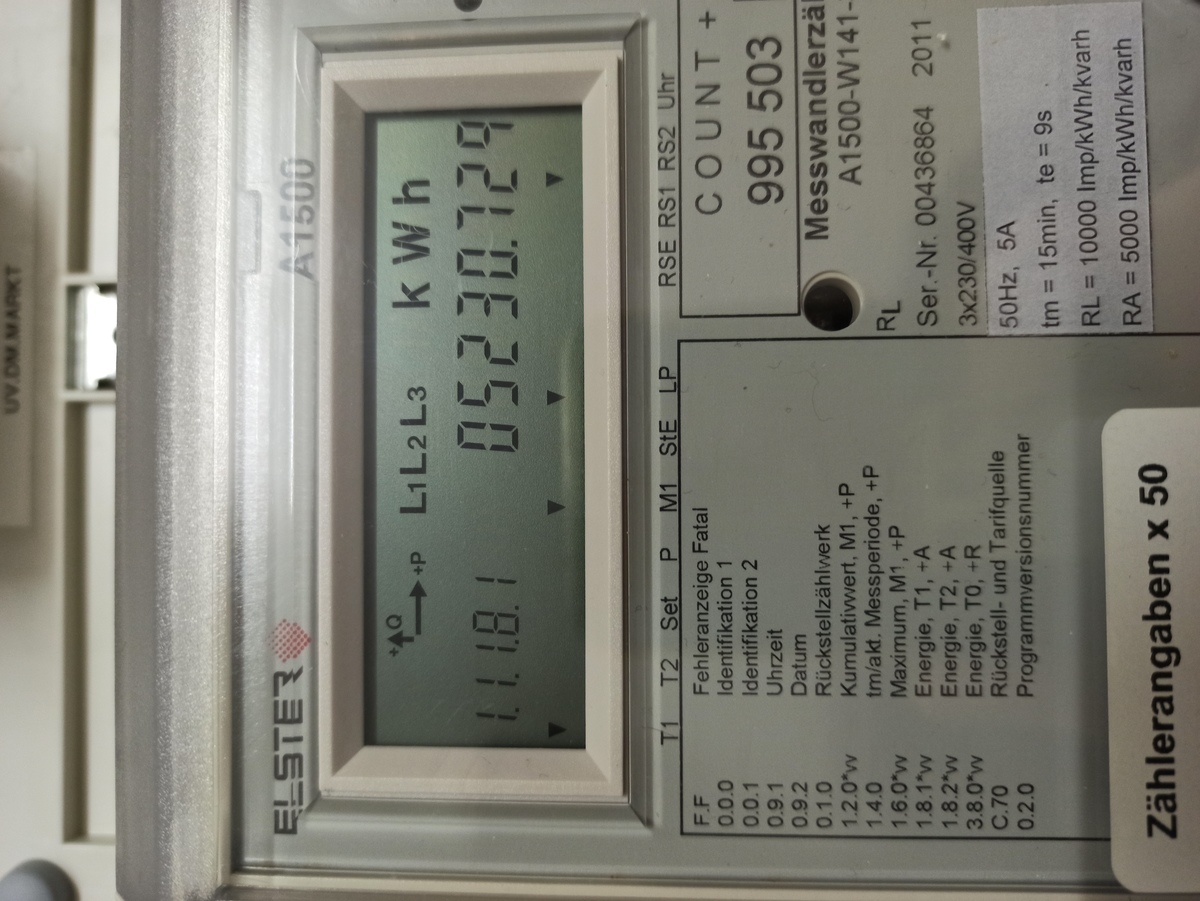 UV.DM.MARKT
ELSTER
A1500
+Q
+P
L1 L2 L3
kWh
1.1.1.8.1
05230.729
T1 T2 Set P M1 StE LP RSE RS1 RS2 Uhr
F.F Fehleranzeige Fatal
0.0.0 Identifikation 1
0.0.1 Identifikation 2
0.9.1 Uhrzeit
0.9.2 Datum
0.1.0 Rückstellzählwerk
1.2.0*vv Kumulativwert, M1, +P
1.4.0 tm/akt. Messperiode, +P
1.6.0*vv Maximum, M1, +P
1.8.1*vv Energie, T1, +A
1.8.2*vv Energie, T2, +A
3.8.0*vv Energie, T0, +R
C.70 Rückstell- und Tarifquelle
0.2.0 Programmversionsnummer
COUNT +
995 503
A1500-W141-
RL
Ser.-Nr. 00436864 2011
3x230/400V
50Hz, 5A
tm = 15min, te = 9s
RL = 10000 Imp/kWh/kvarh
RA = 5000 Imp/kWh/kvarh
Zählerangaben x 50